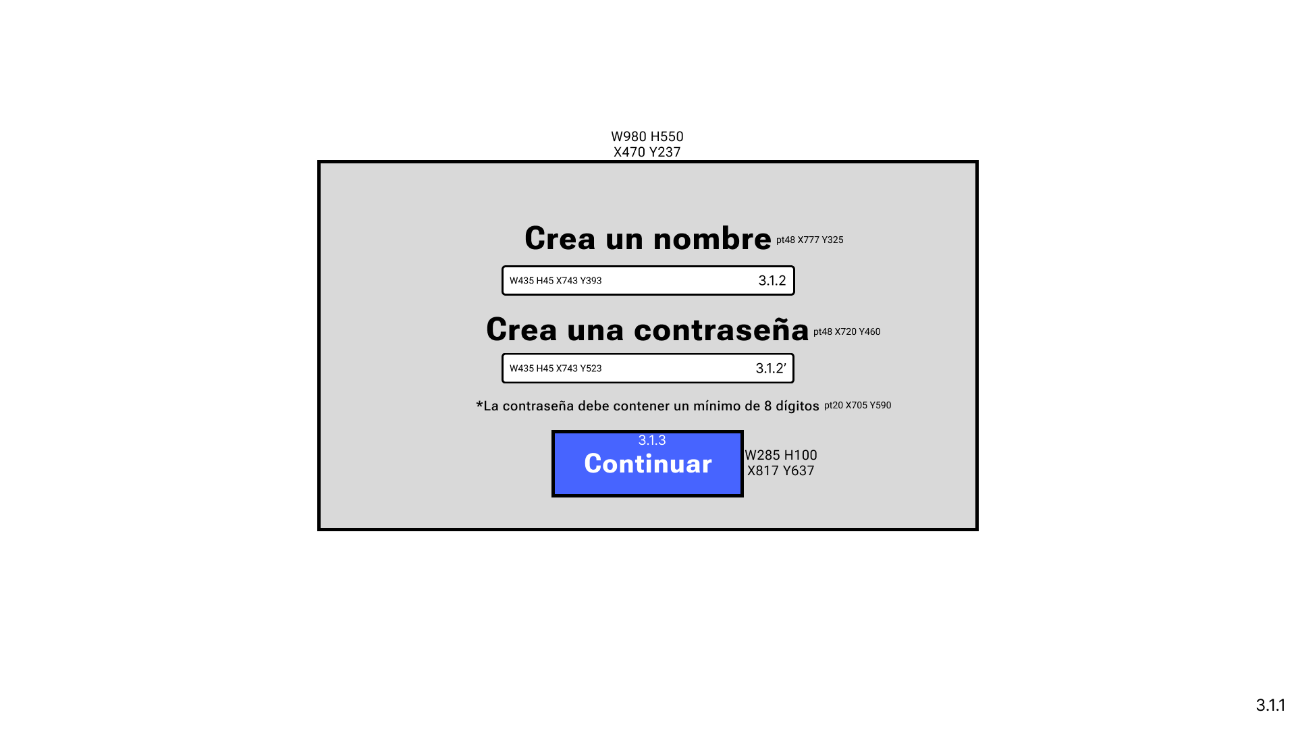 W980 H550
X470 Y237
Crea un nombre pt48 X777 Y325
W435 H45 X743 Y393 3.1.2
Crea una contraseña pt48 X720 Y460
W435 H45 X743 Y523 3.1.2’
*La contraseña debe contener un mínimo de 8 dígitos pt20 X705 Y590
3.1.3
Continuar
W285 H100
X817 Y637
3.1.1